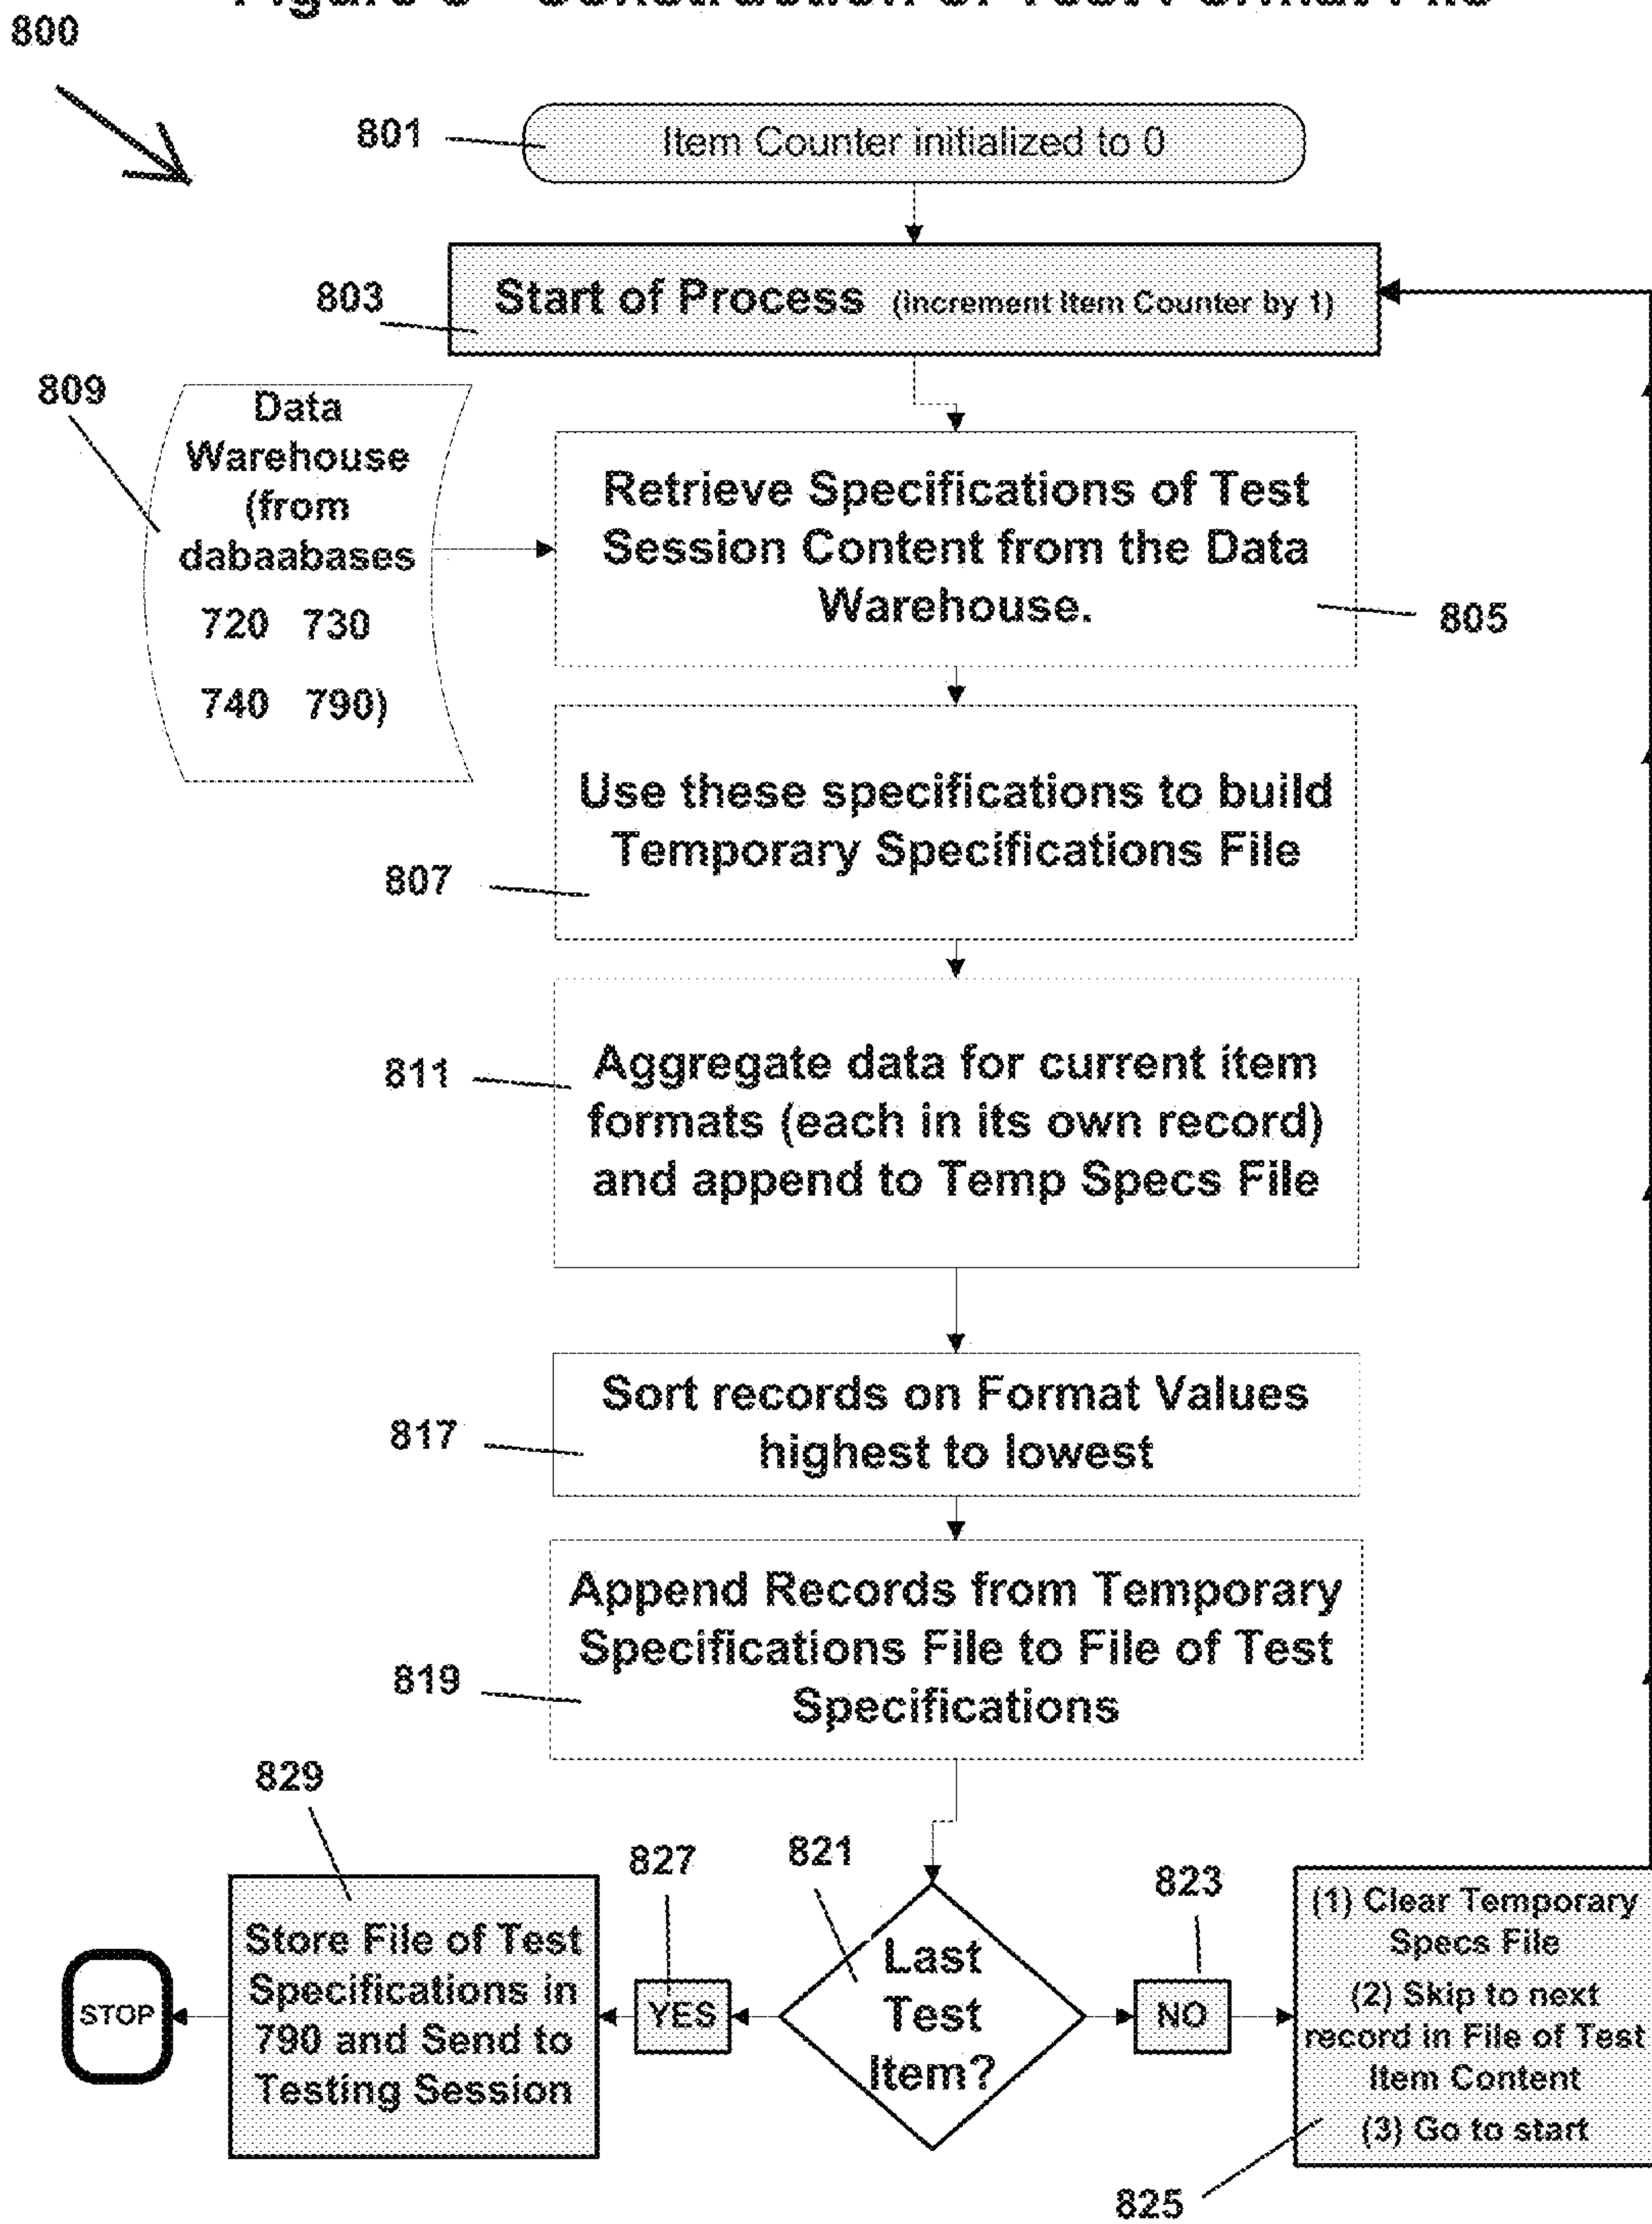 800
801
Item Counter initialized to 0
803
Start of Process (Increment Item Counter by 1)
809
Data
Warehouse
(from
dabaabases
720 730
740 790)
Retrieve Specifications of Test
Session Content from the Data
Warehouse.
805
Use these specifications to build
Temporary Specifications File
807
811
Aggregate data for current item
formats (each in its own record)
and append to Temp Specs File
817
Sort records on Format Values
highest to lowest
819
Append Records from Temporary
Specifications File to File of Test
Specifications
829
827
821
823
STOP
Store File of Test
Specifications in
790 and Send to
Testing Session
YES
Last
Test
Item?
NO
(1) Clear Temporary
Specs File
(2) Skip to next
record in File of Test
Item Content
(3) Go to start
825